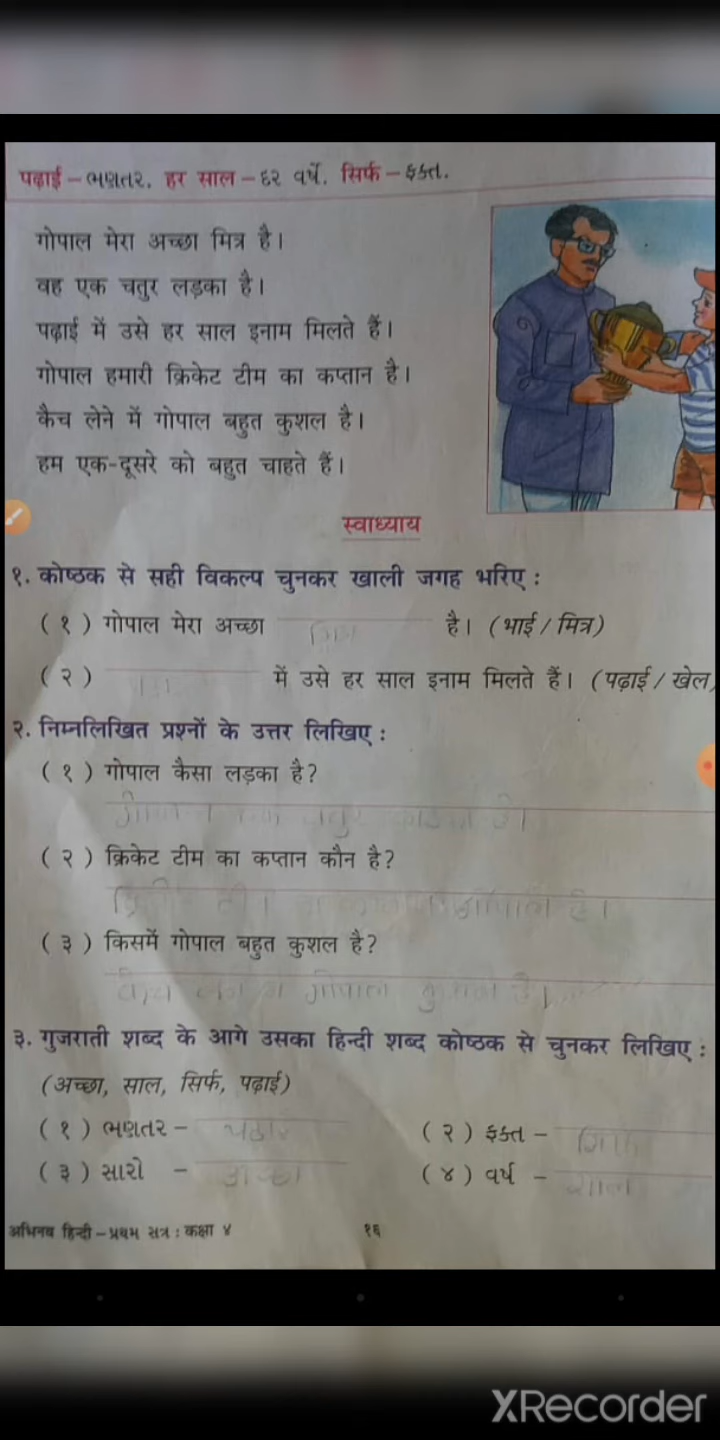 पढ़ाई – ભણતર. हर साल – દર વર્ષે. सिर्फ – ફક્ત.
गोपाल मेरा अच्छा मित्र है।
वह एक चतुर लड़का है।
पढ़ाई में उसे हर साल इनाम मिलते हैं।
गोपाल हमारी क्रिकेट टीम का कप्तान है।
कैच लेने में गोपाल बहुत कुशल है।
हम एक-दूसरे को बहुत चाहते हैं।
स्वाध्याय
१. कोष्ठक से सही विकल्प चुनकर खाली जगह भरिए :
( १ ) गोपाल मेरा अच्छा मित्र है। (भाई / मित्र)
( २ ) में उसे हर साल इनाम मिलते हैं। (पढ़ाई / खेल
२. निम्नलिखित प्रश्नों के उत्तर लिखिए :
( १ ) गोपाल कैसा लड़का है?
गोपाल एक चतुर है।
( २ ) क्रिकेट टीम का कप्तान कौन है?
गोपाल है।
( ३ ) किसमें गोपाल बहुत कुशल है?
गोपाल कुशल है।
३. गुजराती शब्द के आगे उसका हिन्दी शब्द कोष्ठक से चुनकर लिखिए :
(अच्छा, साल, सिर्फ, पढ़ाई)
( १ ) ભણતર – पढाई ( २ ) ફક્ત –
( ३ ) સારો – अच्छा ( ४ ) વર્ષ – साल
अभिनव हिन्दी – प्रथम सत्र : कक्षा ४ १६
XRecorder